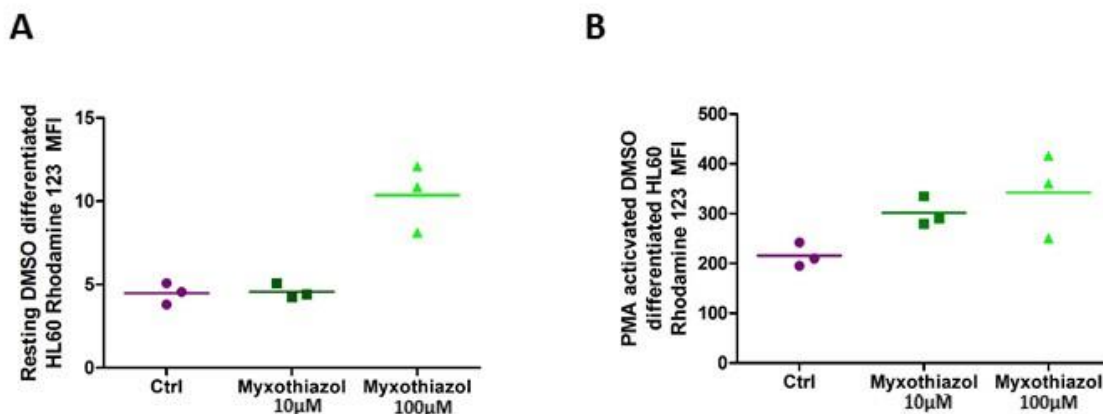 A
B
Resting DMSO differentiated
HL60 Rhodamine 123 MFI
15
10
5
0
Ctrl
Myxothiazol
10µM
Myxothiazol
100µM
PMA acticvated DMSO
differentiated HL60
Rhodamine 123 MFI
500
400
300
200
100
0
Ctrl
Myxothiazol
10µM
Myxothiazol
100µM